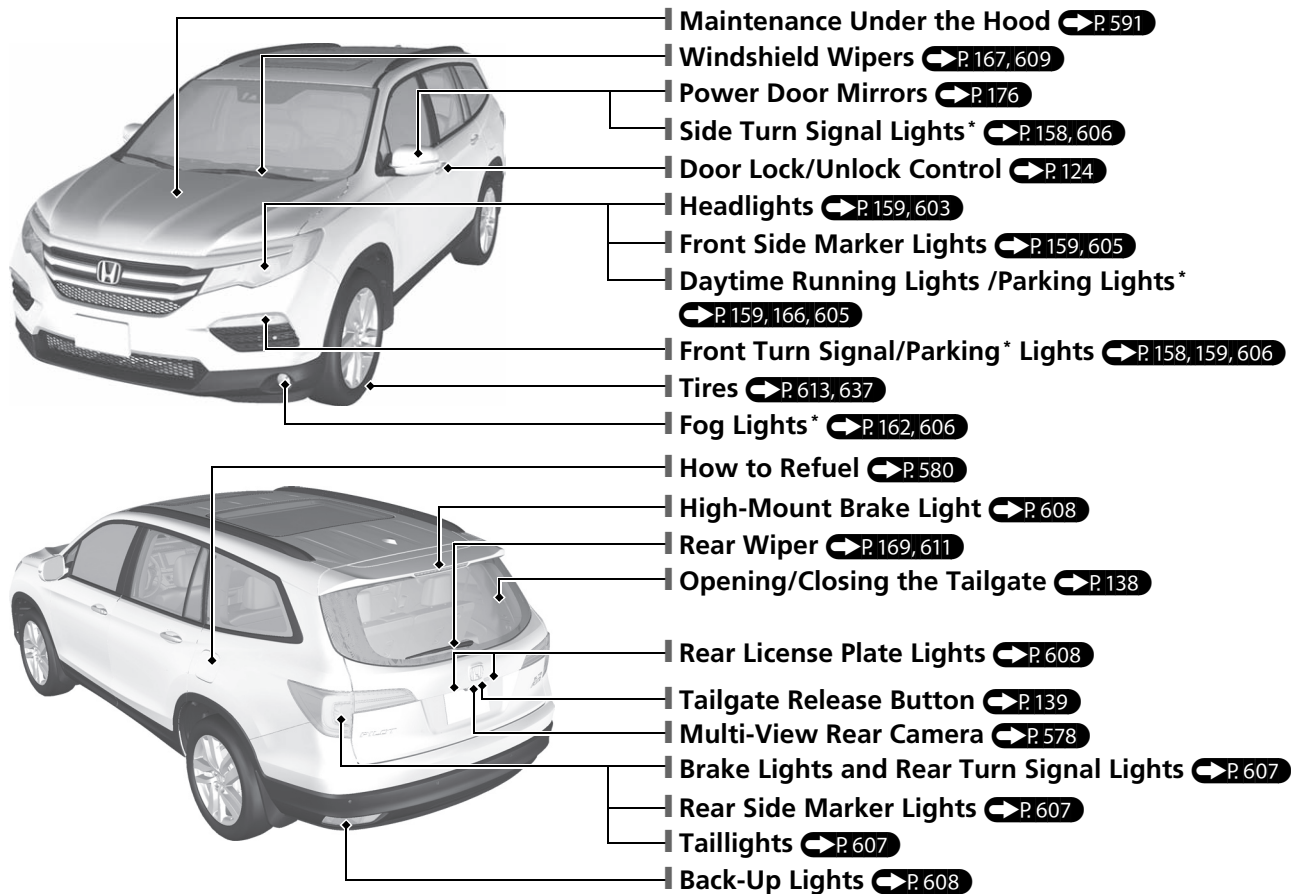 Maintenance Under the Hood P. 591
Windshield Wipers P. 167, 609
Power Door Mirrors P. 176
Side Turn Signal Lights* P. 158, 606
Door Lock/Unlock Control P. 124
Headlights P. 159, 603
Front Side Marker Lights P. 159, 605
Daytime Running Lights /Parking Lights*
P. 159, 166, 605
Front Turn Signal/Parking* Lights P. 158, 159, 606
Tires P. 613, 637
Fog Lights* P. 162, 606
How to Refuel P. 580
High-Mount Brake Light P. 608
Rear Wiper P. 169, 611
Opening/Closing the Tailgate P. 138
Rear License Plate Lights P. 608
Tailgate Release Button P. 139
Multi-View Rear Camera P. 578
PILOT
Brake Lights and Rear Turn Signal Lights P. 607
Rear Side Marker Lights P. 607
Taillights P. 607
Back-Up Lights P. 608